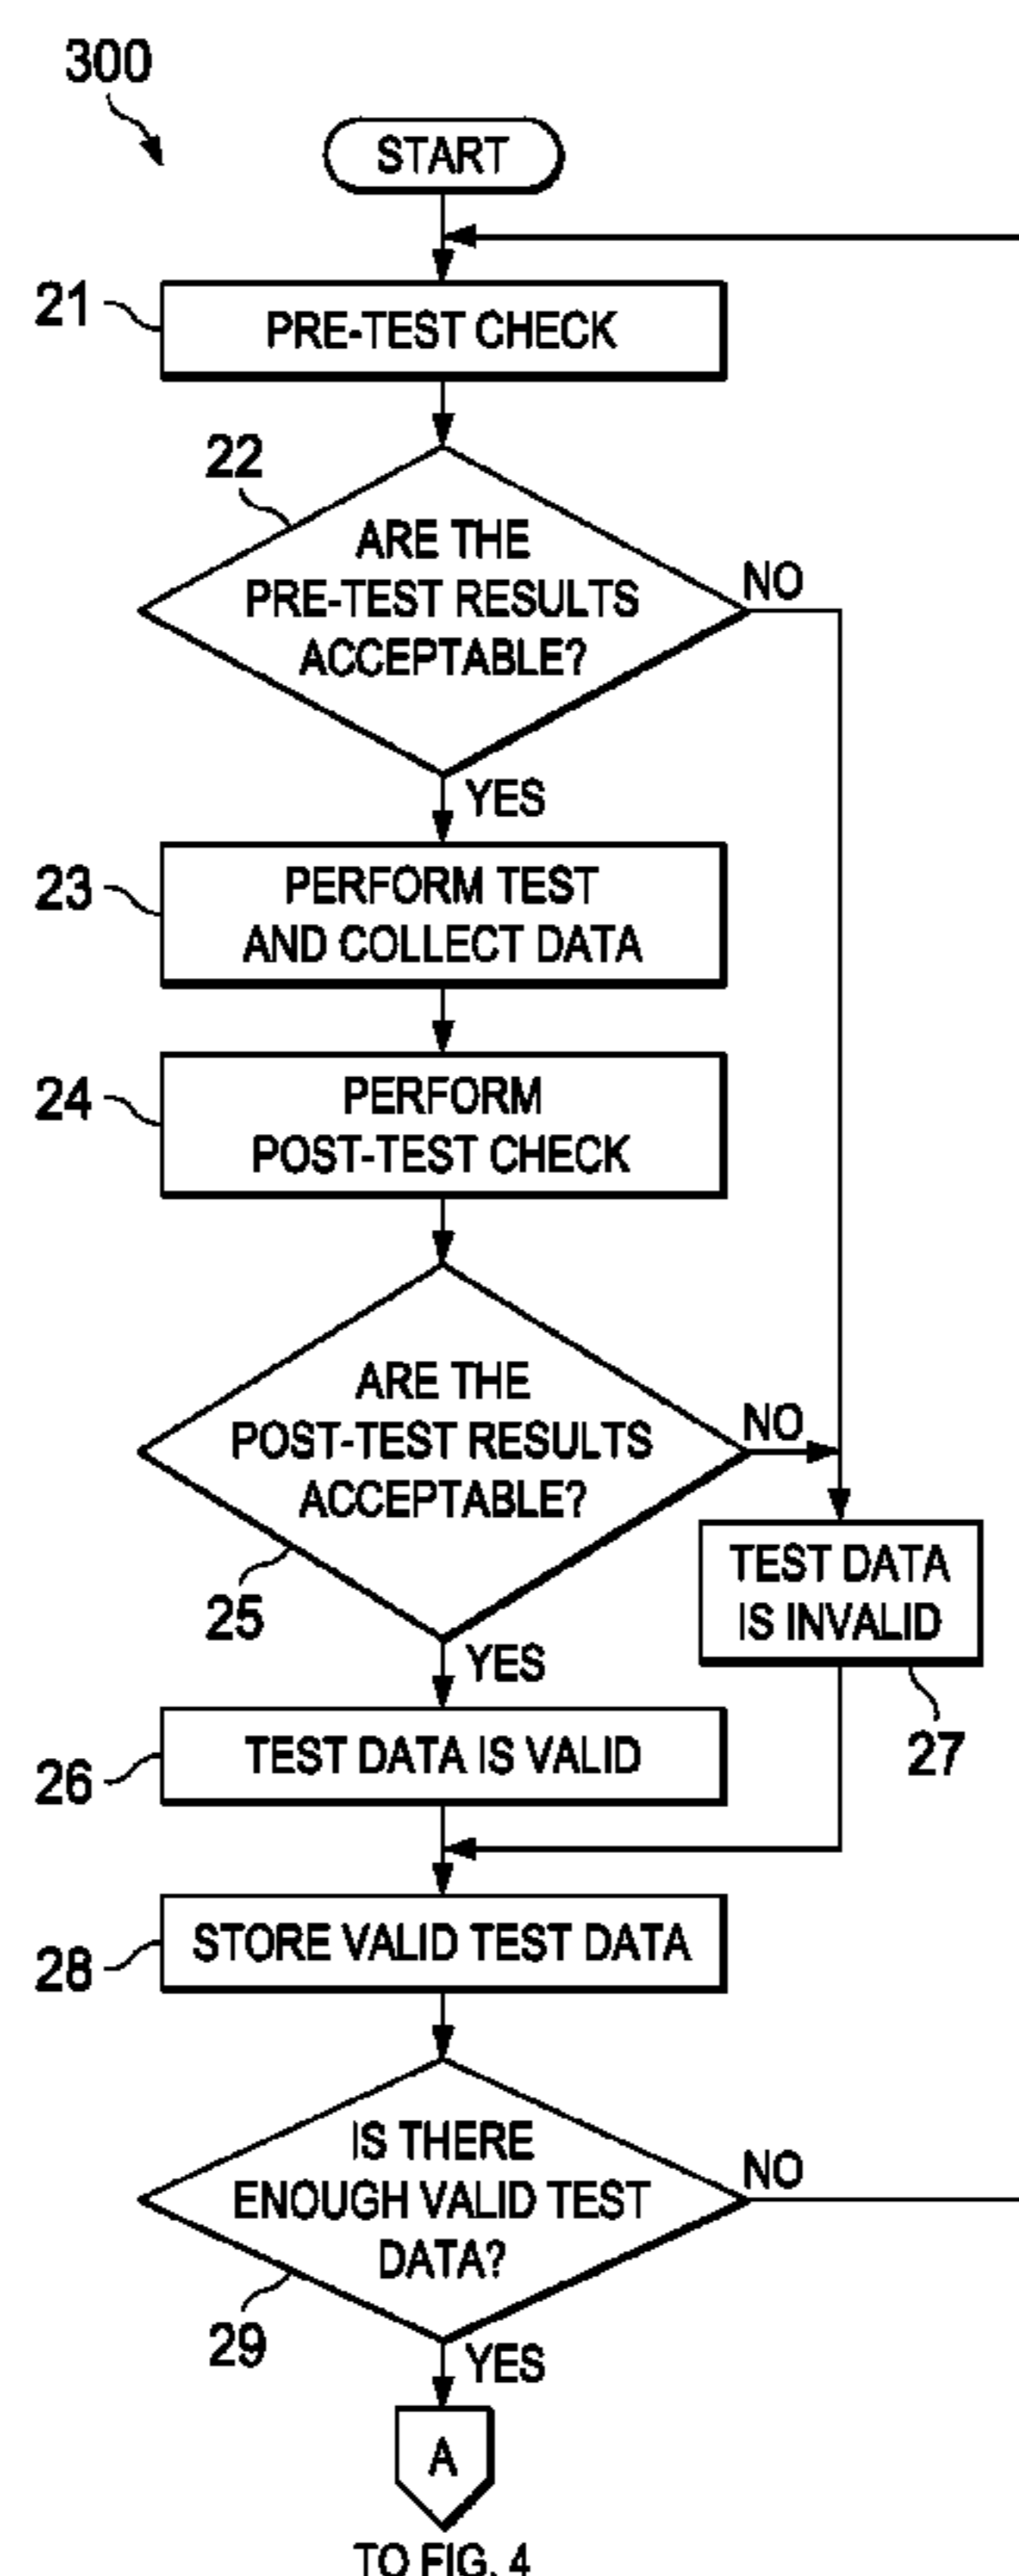 300
START
21
PRE-TEST CHECK
22
ARE THE
PRE-TEST RESULTS
ACCEPTABLE?
NO
YES
23
PERFORM TEST
AND COLLECT DATA
24
PERFORM
POST-TEST CHECK
ARE THE
POST-TEST RESULTS
ACCEPTABLE?
NO
25
YES
TEST DATA
IS INVALID
27
26
TEST DATA IS VALID
28
STORE VALID TEST DATA
IS THERE
ENOUGH VALID TEST
DATA?
NO
29
YES
A
TO FIG. 4